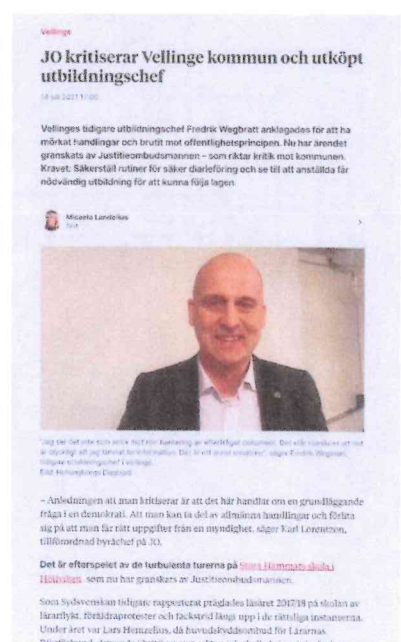 Vellinge
JO kritiserar Vellinge kommun och utköpt
utbildningschef
Vellinges tidigare utbildningschef Fredrik Wegbratt anklagades för att ha
mörkat handlingar och brutit mot offentlighetsprincipen. Nu har ärendet
granskats av Justitieombudsmannen – som riktar kritik mot kommunen.
Kravet: Säkerställ rutiner för säker diarieföring och se till att anställda får
nödvändig utbildning för att kunna följa lagen.
Micaela Landelius
Text
Bild: Helsingborgs Dagblad
– Anledningen att man kritiserar är att det här handlar om en grundläggande
fråga i en demokrati. Att man kan ta del av allmänna handlingar och förlita
sig på att man får rätt uppgifter från en myndighet, säger Karl Lorentzon,
tillförordnad byråchef på JO.
Det är efterspelet av de turbulenta turerna på Stora Hammars skola i
Höllviken som nu har granskats av Justitieombudsmannen.
Som Sydsvenskan tidigare rapporterat präglades läsåret 2017/18 på skolan av
lärarflykt, föräldraprotester och fackstrid långt upp i de rättsliga instanserna.
Under året var Lars Henzelius, då huvudskyddsombud för lärarnas